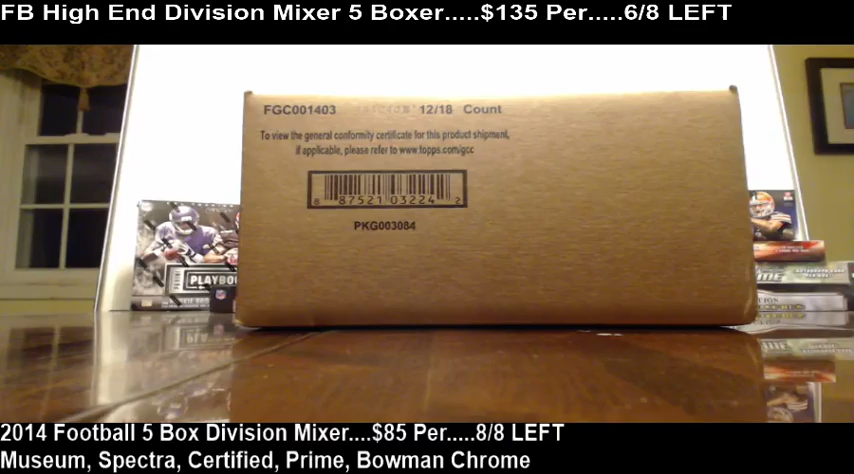 FB High End Division Mixer 5 Boxer.....$135 Per.....6/8 LEFT
FGC001403 12/18 Count
To view the general conformity certificate for this product shipment,
if applicable, please refer to www.topps.com/gcc
8 87521 03224 2
PKG003084
PLAYBO
2014 Football 5 Box Division Mixer....$85 Per.....8/8 LEFT
Museum, Spectra, Certified, Prime, Bowman Chrome